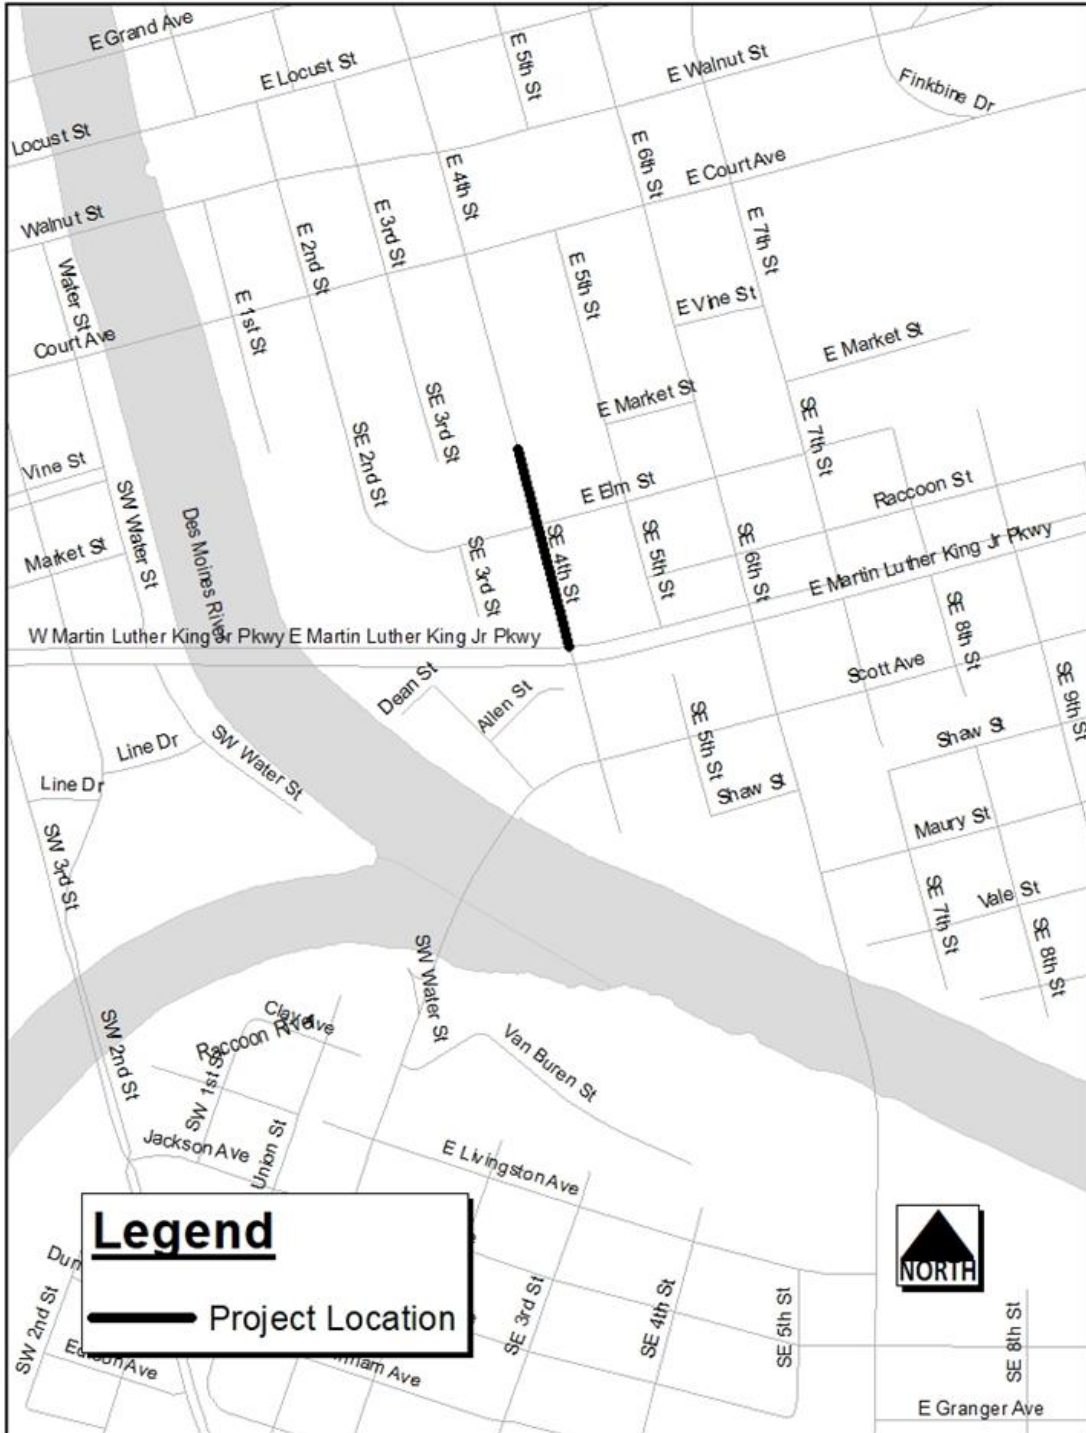 E Grand Ave
E 5th St
E Walnut St
E Locust St
Finkbine Dr
Locust St
E 6th St
E Court Ave
E 4th St
Walnut St
E 3rd St
E 2nd St
E 7th St
Water St
E 5th St
E 1st St
E Vine St
Court Ave
E Market St
SE 3rd St
E Market St
SE 7th St
SE 2nd St
Vine St
E Elm St
Raccoon St
SW Water St
Des Moines River
Market St
SE 3rd St
SE 4th St
SE 5th St
SE 6th St
E Martin Luther King Jr Pkwy
W Martin Luther King Jr Pkwy E Martin Luther King Jr Pkwy
SE 8th St
Scott Ave
Dean St
Allen St
SE 9th St
SE 5th St
Shaw St
Line Dr
SW Water St
Line Dr
Shaw St
Maury St
SW 3rd St
SE 7th St
Vale St
SE 8th St
SW Water St
Clay Ave
Raccoon River
SW 2nd St
SW 1st St
Van Buren St
Jackson Ave
Union St
E Livingston Ave
Legend
Project Location
NORTH
SW 2nd St
SE 3rd St
SE 4th St
SE 5th St
SE 8th St
E Granger Ave